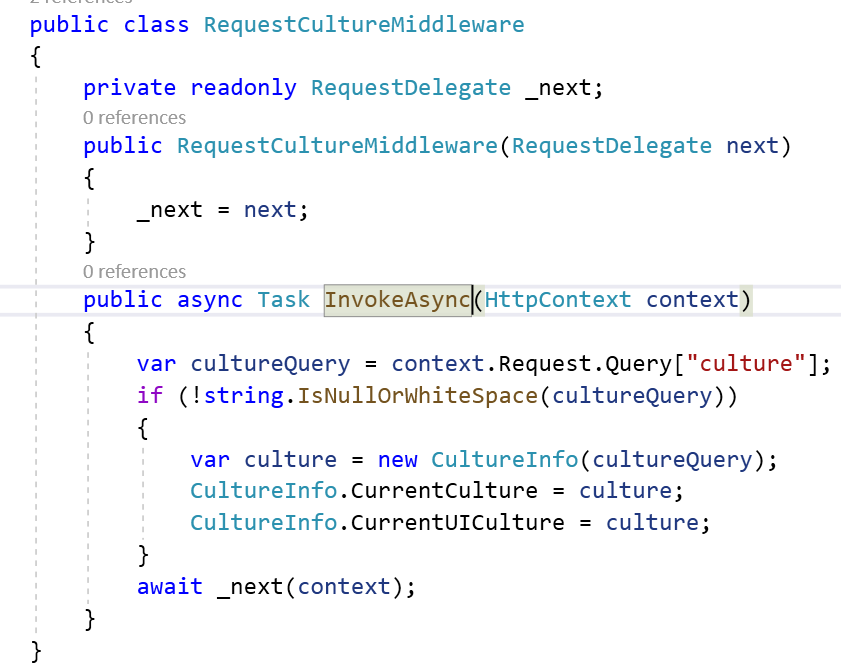 2 references
public class RequestCultureMiddleware
{
private readonly RequestDelegate _next;
0 references
public RequestCultureMiddleware(RequestDelegate next)
{
_next = next;
}
0 references
public async Task InvokeAsync(HttpContext context)
{
var cultureQuery = context.Request.Query["culture"];
if (!string.IsNullOrWhiteSpace(cultureQuery))
{
var culture = new CultureInfo(cultureQuery);
CultureInfo.CurrentCulture = culture;
CultureInfo.CurrentUICulture = culture;
}
await _next(context);
}
}